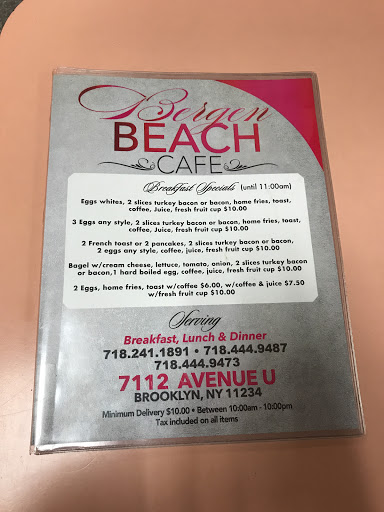 Bergen
BEACH
CAFE
Breakfast Specials (until 11:00am)
Eggs whites, 2 slices turkey bacon or bacon, home fries, toast,
coffee, Juice, fresh fruit cup $10.00
3 Eggs any style, 2 slices turkey bacon or bacon, home fries, toast,
coffee, juice, fresh fruit cup $10.00
2 French toast or 2 pancakes, 2 slices turkey bacon or bacon,
2 eggs any style, coffee, juice, fresh fruit cup $10.00
Bagel w/cream cheese, lettuce, tomato, onion, 2 slices turkey bacon
or bacon,1 hard boiled egg, coffee, juice, fresh fruit cup $10.00
2 Eggs, home fries, toast w/coffee $6.00, w/coffee & juice $7.50
w/fresh fruit cup $10.00
Serving
Breakfast, Lunch & Dinner
718.241.1891 • 718.444.9487
718.444.9473
7112 AVENUE U
BROOKLYN, NY 11234
Minimum Delivery $10.00 • Between 10:00am - 10:00pm
Tax included on all items